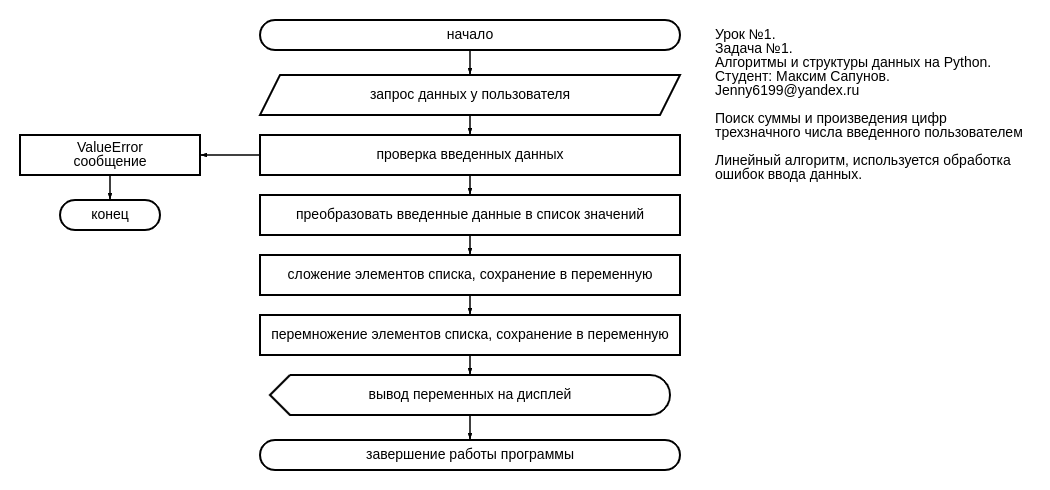 начало
запрос данных у пользователя
проверка введенных данных
ValueError
сообщение
конец
преобразовать введенные данные в список значений
сложение элементов списка, сохранение в переменную
перемножение элементов списка, сохранение в переменную
вывод переменных на дисплей
завершение работы программы
Урок №1.
Задача №1.
Алгоритмы и структуры данных на Python.
Студент: Максим Сапунов.
Jenny6199@yandex.ru
Поиск суммы и произведения цифр
трехзначного числа введенного пользователем
Линейный алгоритм, используется обработка
ошибок ввода данных.